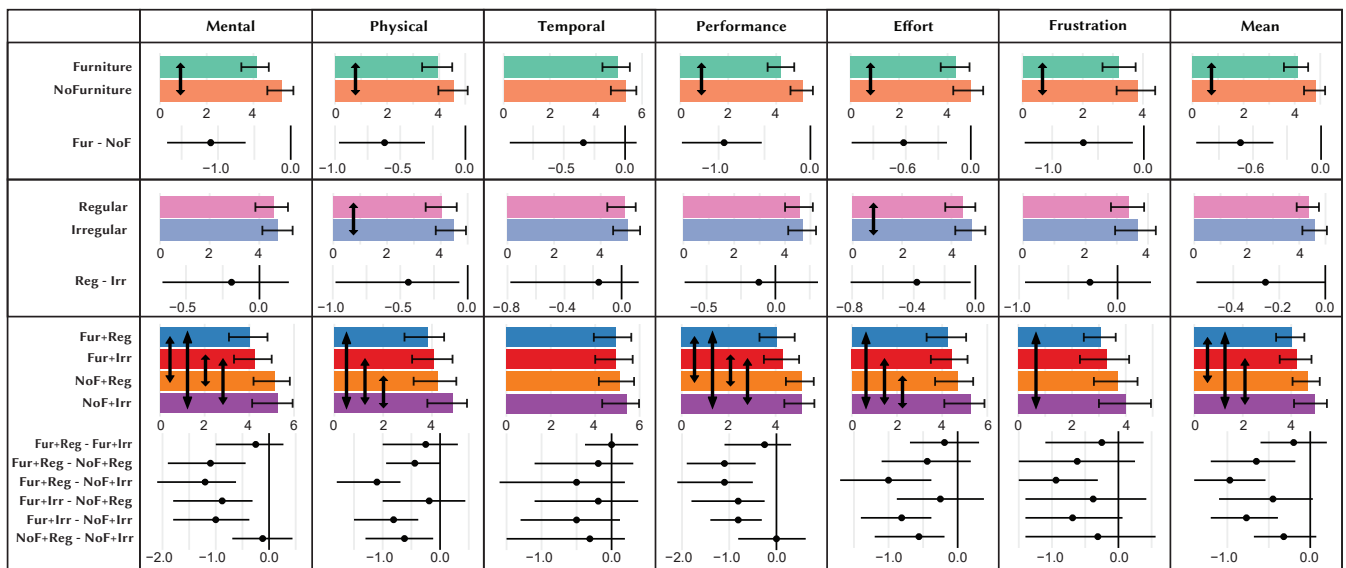 Mental Physical Temporal Performance Effort Frustration Mean
Furniture
NoFurniture
0 2 4 0 2 4 0 2 4 6 0 2 4 0 2 4 0 2 4 0 2 4
Fur - NoF
−1.0 0.0 −1.0 −0.5 0.0 −0.5 0.0 −1.0 0.0 −0.6 0.0 −1.0 0.0 −0.6 0.0
Regular
Irregular
0 2 4 0 2 4 0 2 4 0 2 4 0 2 4 0 2 4 0 2 4
Reg - Irr
−0.5 0.0 −1.0 −0.5 0.0 −0.8 −0.4 0.0 −0.5 0.0 −0.8 −0.4 0.0 −1.0 0.0 −0.4 0.0
Fur+Reg
Fur+Irr
NoF+Reg
NoF+Irr
0 2 4 6 0 2 4 0 2 4 6 0 2 4 0 2 4 6 0 2 4 0 2 4
Fur+Reg - Fur+Irr
Fur+Reg - NoF+Reg
Fur+Reg - NoF+Irr
Fur+Irr - NoF+Reg
Fur+Irr - NoF+Irr
NoF+Reg - NoF+Irr
−2.0 −1.0 0.0 −1.0 0.0 −1.0 0.0 −2.0 −1.0 0.0 −1.0 0.0 −1.0 0.0 −1.0 0.0